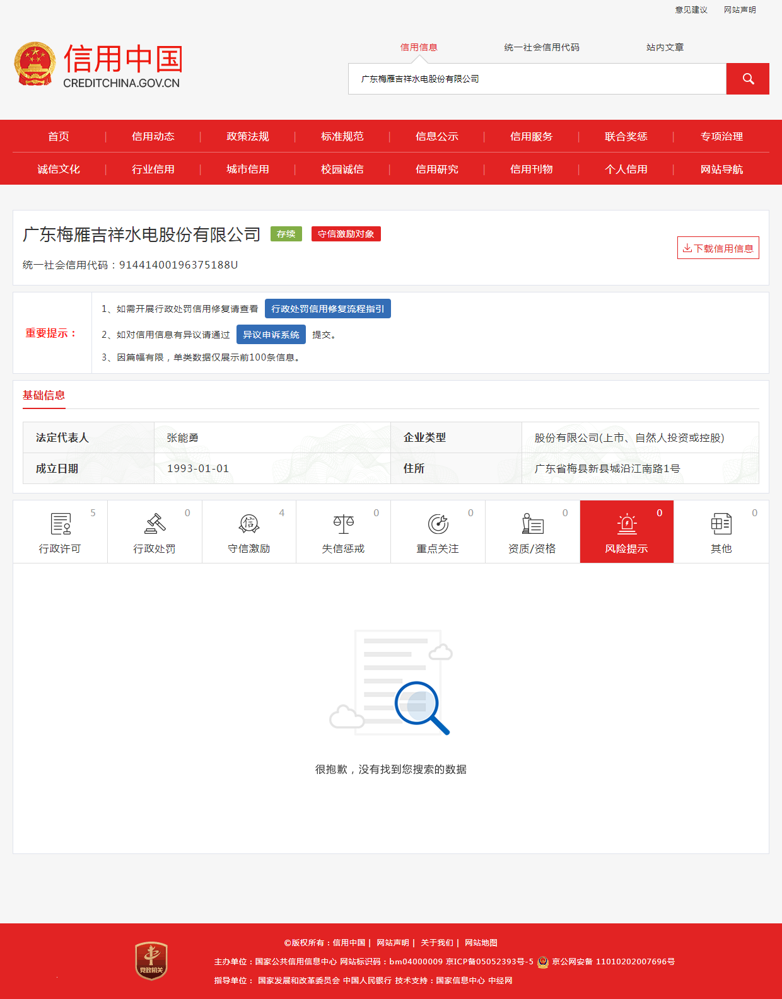 意见建议 网站声明
信用中国
CREDITCHINA.GOV.CN
信用信息 统一社会信用代码 站内文章
广东梅雁吉祥水电股份有限公司
首页 | 信用动态 | 政策法规 | 标准规范 | 信息公示 | 信用服务 | 联合奖惩 | 专项治理
诚信文化 | 行业信用 | 城市信用 | 校园诚信 | 信用研究 | 信用刊物 | 个人信用 | 网站导航
广东梅雁吉祥水电股份有限公司 存续 守信激励对象
下载信用信息
统一社会信用代码：91441400196375188U
重要提示：
1、如需开展行政处罚信用修复请查看 行政处罚信用修复流程指引
2、如对信用信息有异议请通过 异议申诉系统 提交。
3、因篇幅有限，单类数据仅展示前100条信息。
基础信息
法定代表人 张能勇 企业类型 股份有限公司(上市、自然人投资或控股)
成立日期 1993-01-01 住所 广东省梅县新县城沿江南路1号
5 0 4 0 0 0 0 0
信
行政许可 行政处罚 守信激励 失信惩戒 重点关注 资质/资格 风险提示 其他
很抱歉，没有找到您搜索的数据
©版权所有：信用中国 | 网站声明 | 关于我们 | 网站地图
党政机关
主办单位：国家公共信用信息中心 网站标识码：bm04000009 京ICP备05052393号-5 京公网安备 11010202007696号
指导单位： 国家发展和改革委员会 中国人民银行 技术支持：国家信息中心 中经网